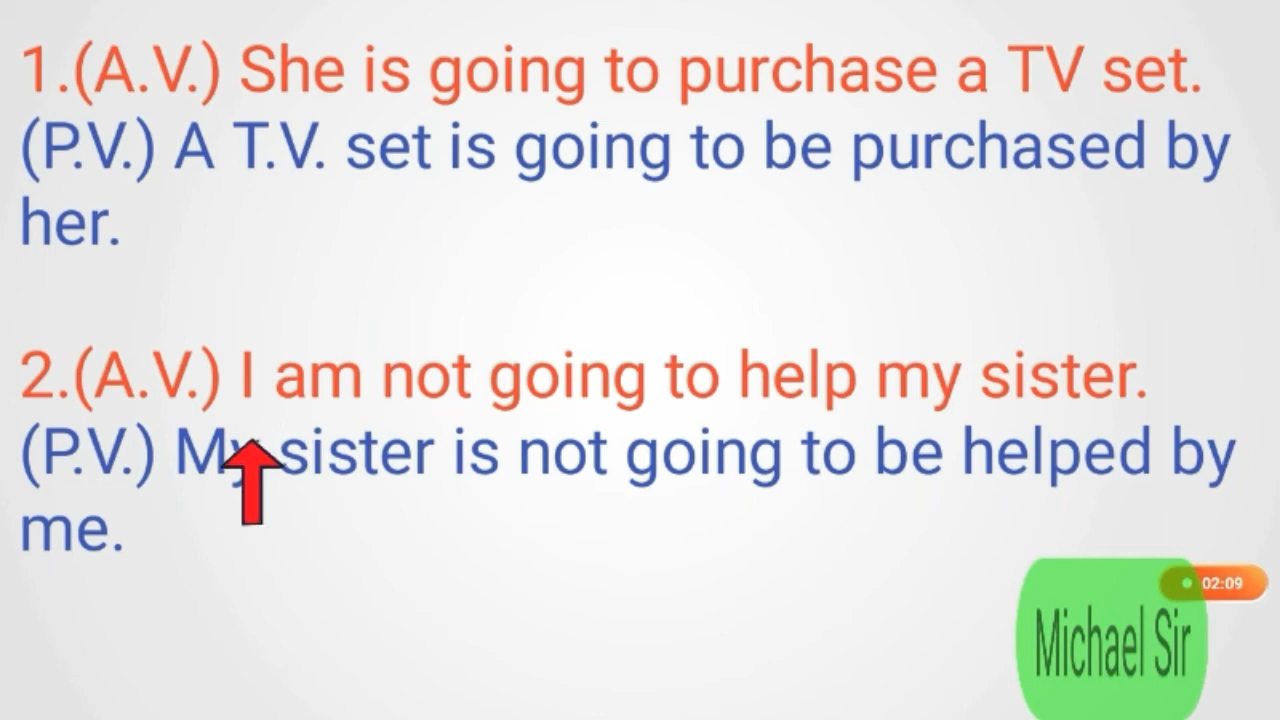 1.(A.V.) She is going to purchase a TV set.
(P.V.) A T.V. set is going to be purchased by
her.
2.(A.V.) I am not going to help my sister.
(P.V.) My sister is not going to be helped by
me.
02:09
Michael Sir